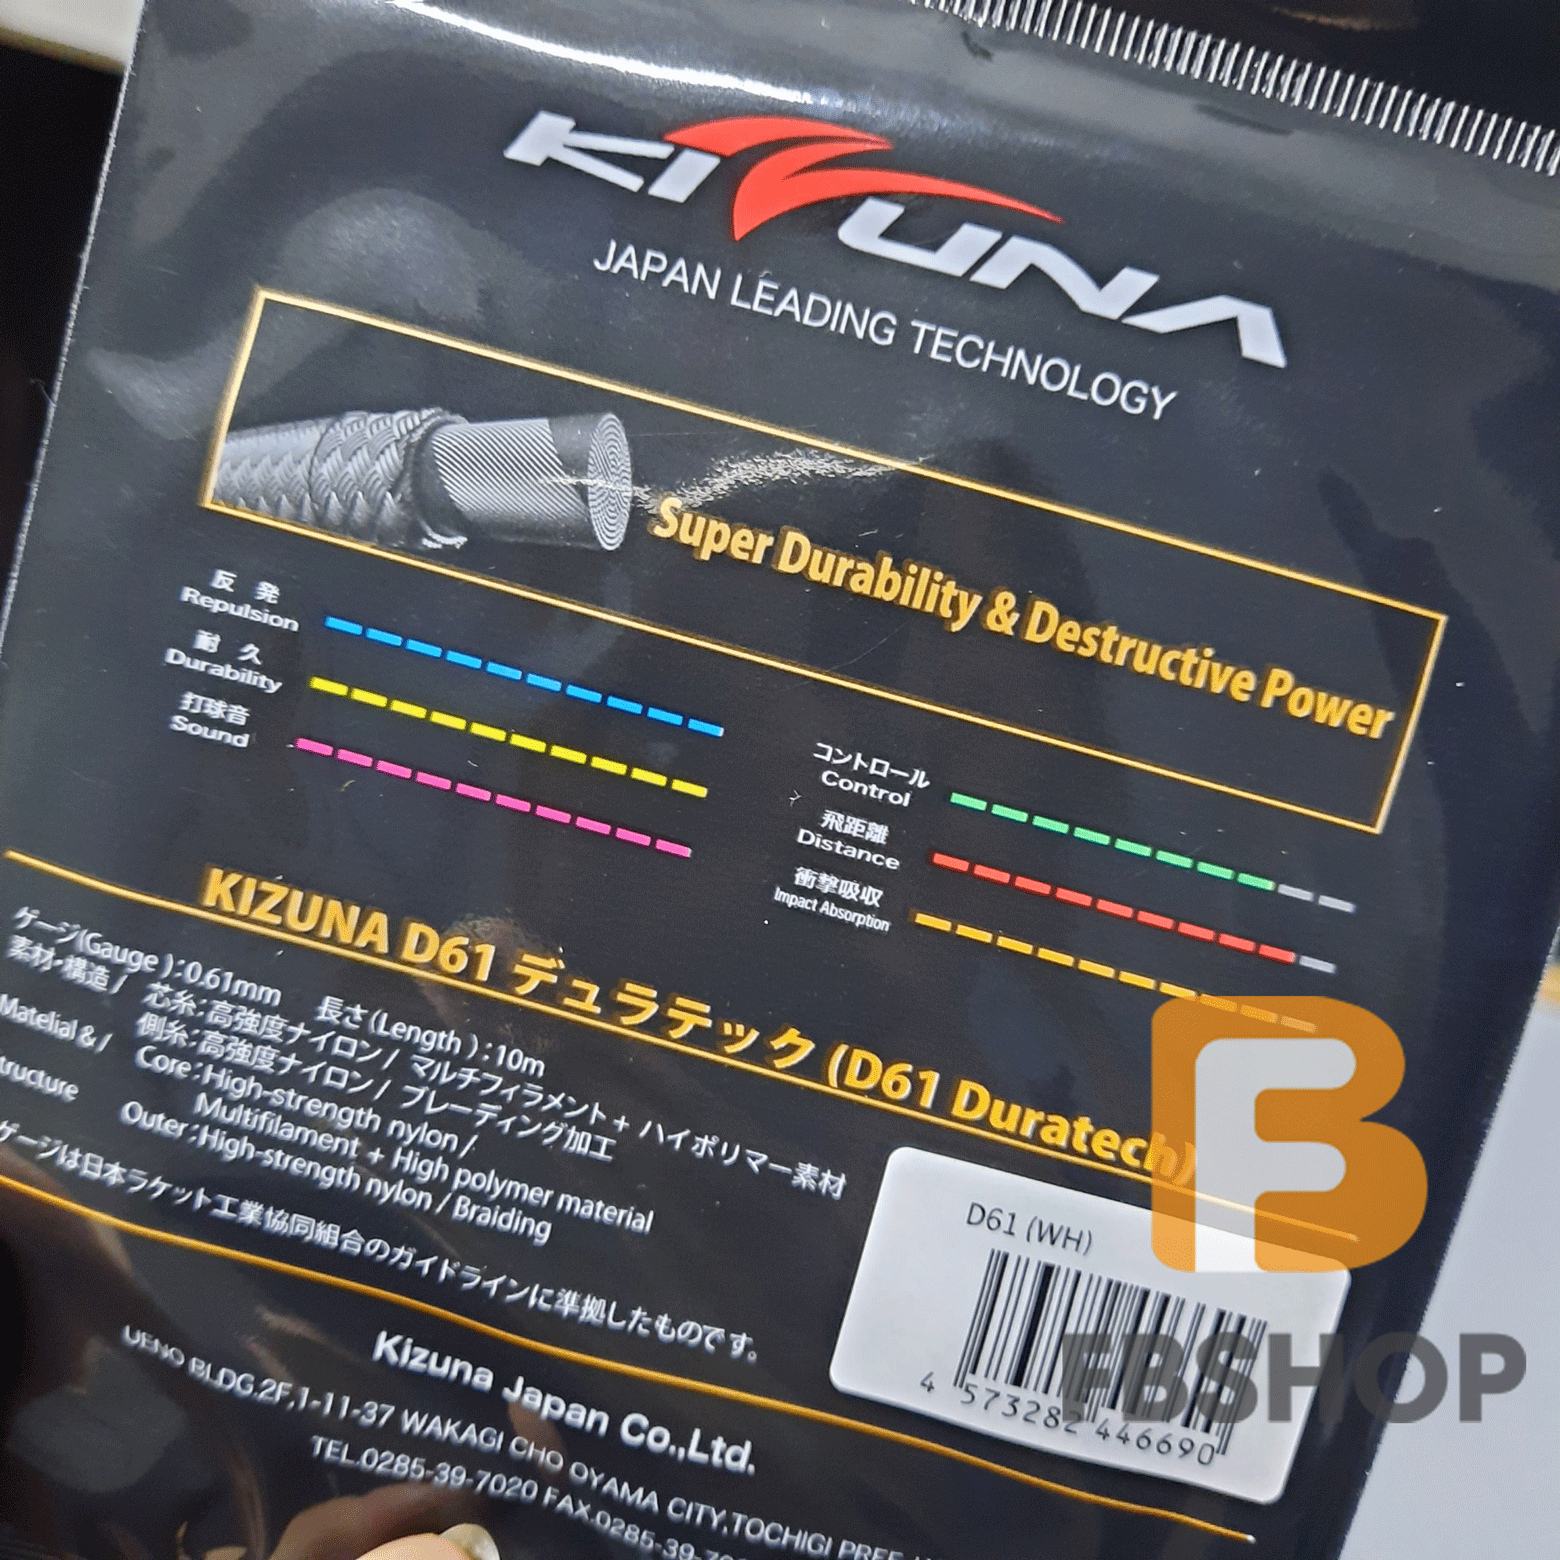 KIZUNA
JAPAN LEADING TECHNOLOGY
Super Durability & Destructive Power
反発
Repulsion
耐久
Durability
打球音
Sound
コントロール
Control
飛距離
Distance
衝撃吸収
Impact Absorption
KIZUNA D61 デュラテック (D61 Duratech)
ゲージ(Gauge):0.61mm 長さ(Length):10m
素材・構造/ 芯糸:高強度ナイロン/ マルチフィラメント+ ハイポリマー素材
側糸:高強度ナイロン/ ブレーディング加工
Matelial &/ Core:High-strength nylon/
tructure Multifilament + High polymer material
Outer:High-strength nylon/Braiding
ゲージは日本ラケット工業協同組合のガイドラインに準拠したものです。
Kizuna Japan Co.,Ltd.
UENO BLDG.2F,1-11-37 WAKAGI CHO OYAMA CITY,TOCHIGI PREF
TEL.0285-39-7020 FAX.0285-39-
D61 (WH)
4 573282 446690
FBSHOP